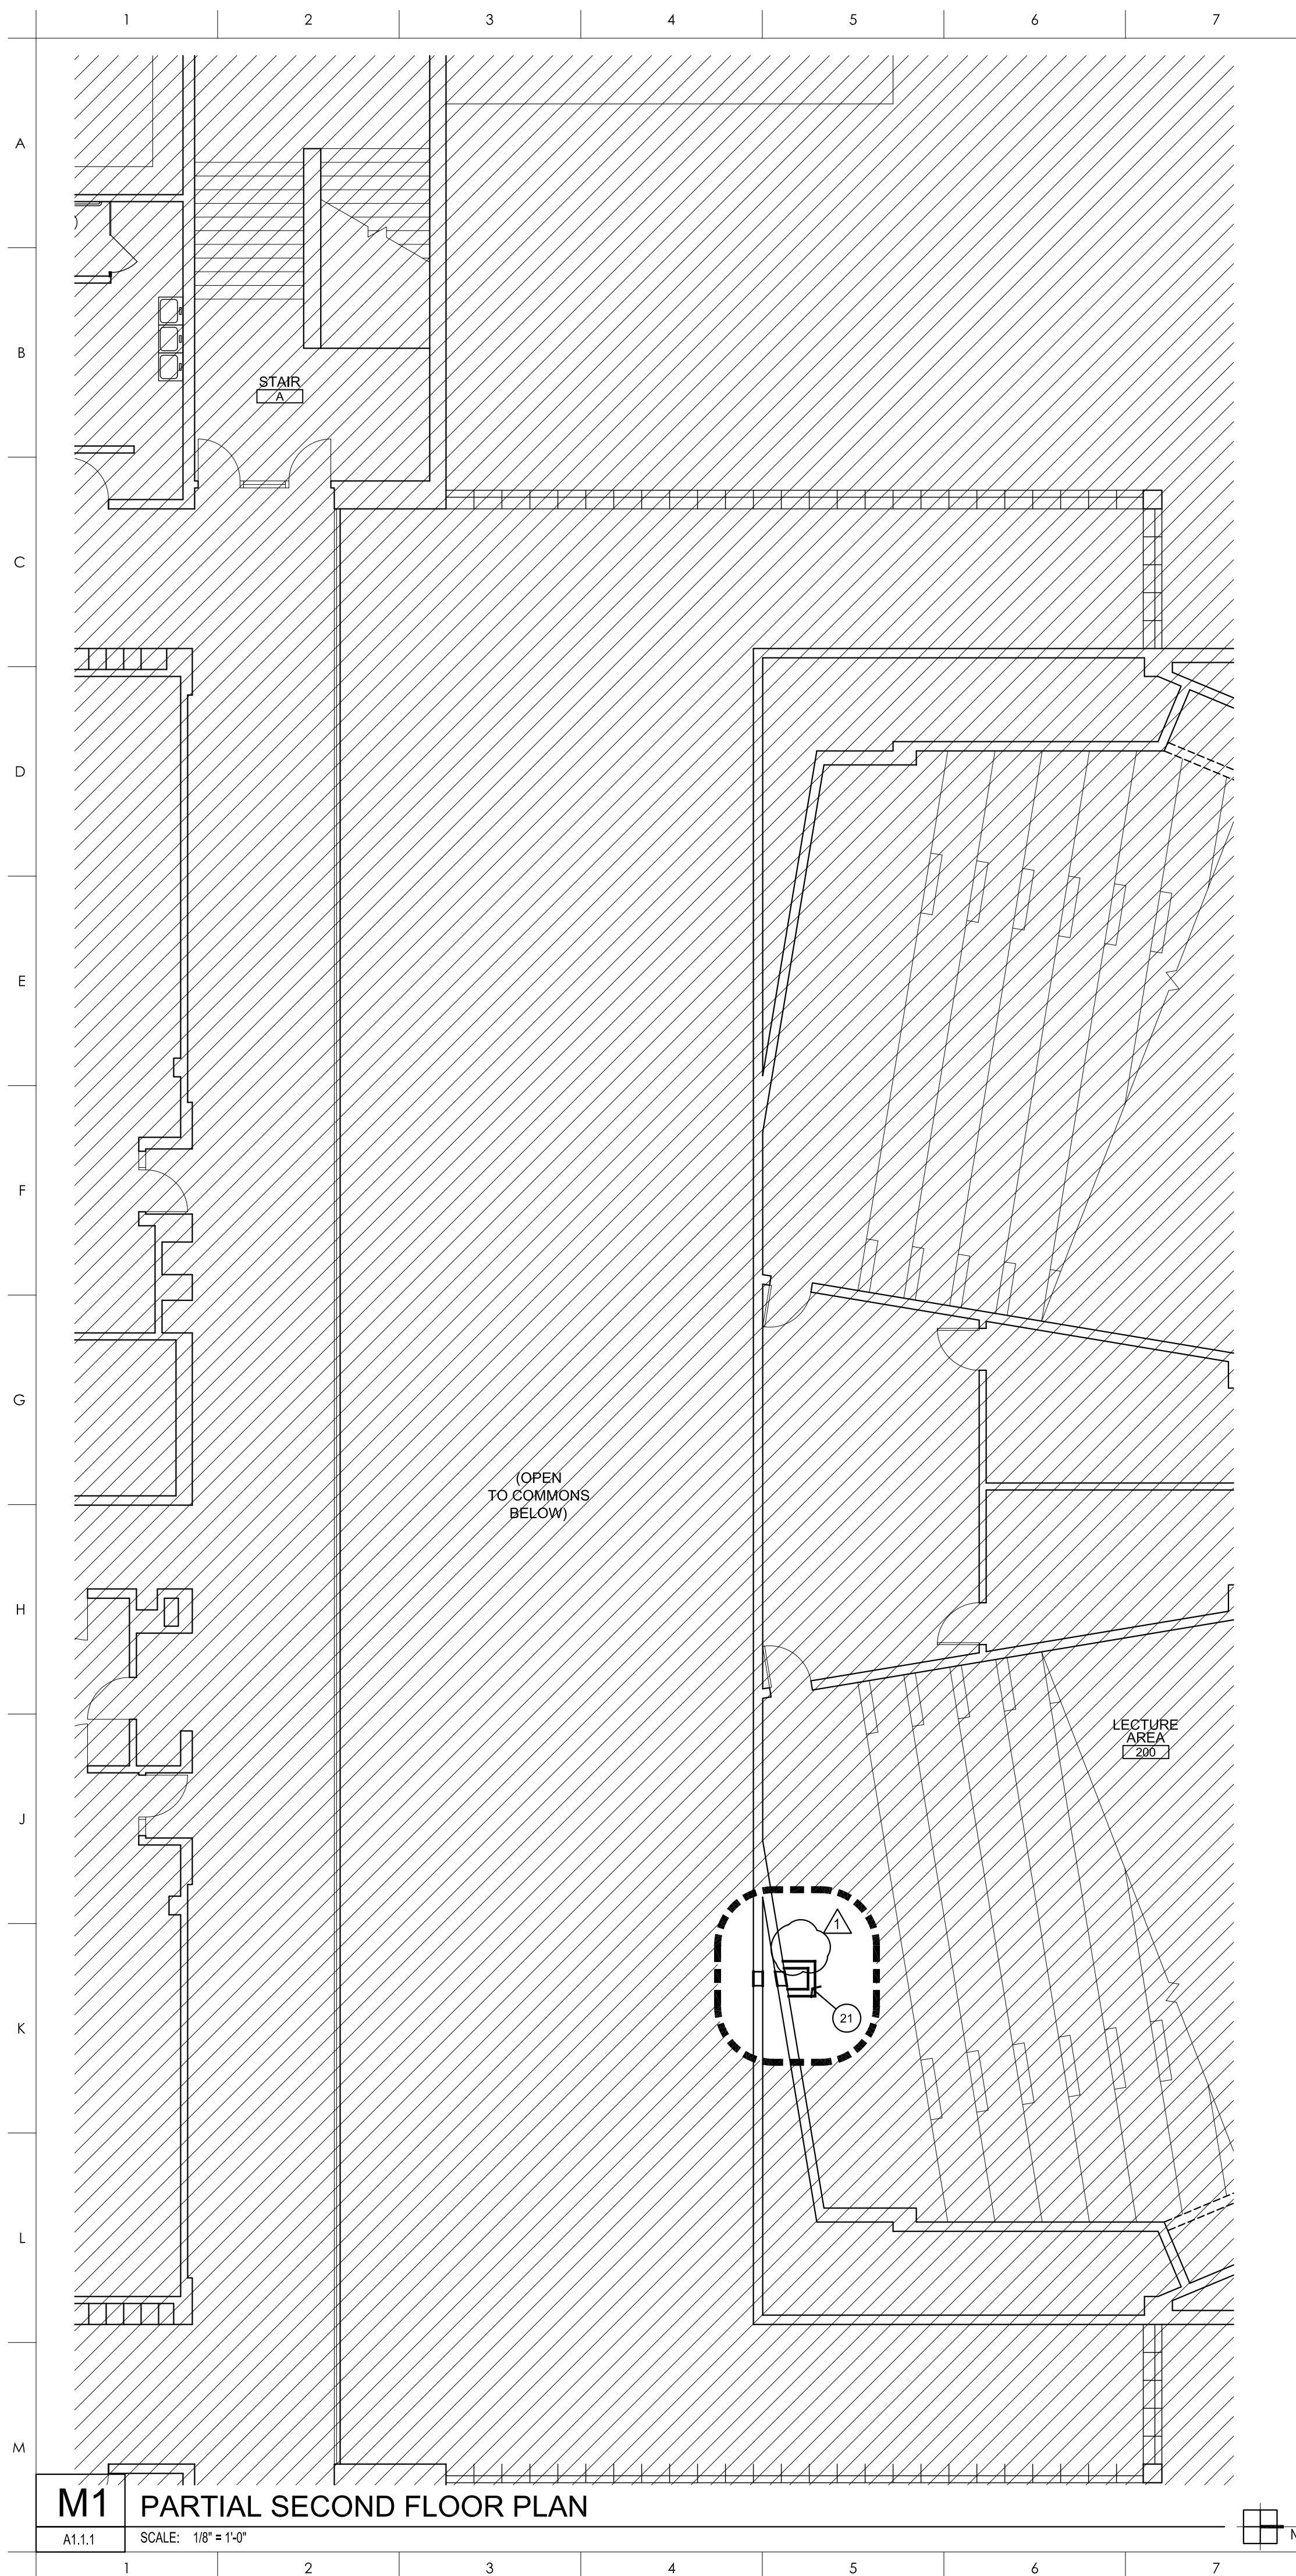 1 2 3 4 5 6 7
A
B
STAIR
A
C
D
E
F
G
(OPEN
TO COMMONS
BELOW)
H
LECTURE
AREA
200
J
1
K
21
L
M
M1 PARTIAL SECOND FLOOR PLAN
A1.1.1 SCALE: 1/8" = 1'-0"
N
1 2 3 4 5 6 7